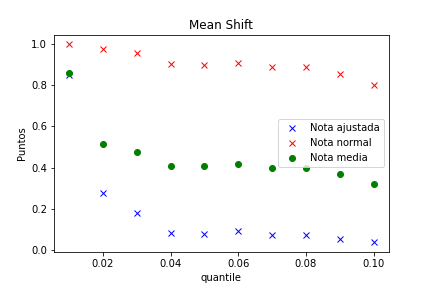 Mean Shift
1.0
0.8
0.6
0.4
0.2
0.0
Puntos
Nota ajustada
Nota normal
Nota media
0.02 0.04 0.06 0.08 0.10
quantile